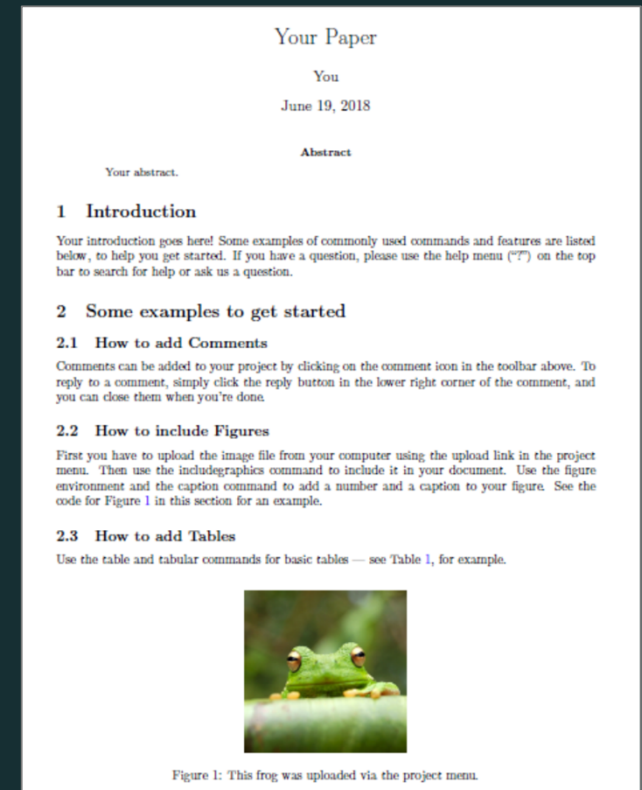 Your Paper
You
June 19, 2018
Abstract
Your abstract.
1 Introduction
Your introduction goes here! Some examples of commonly used commands and features are listed
below, to help you get started. If you have a question, please use the help menu (“?”) on the top
bar to search for help or ask us a question.
2 Some examples to get started
2.1 How to add Comments
Comments can be added to your project by clicking on the comment icon in the toolbar above. To
reply to a comment, simply click the reply button in the lower right corner of the comment, and
you can close them when you’re done.
2.2 How to include Figures
First you have to upload the image file from your computer using the upload link in the project
menu. Then use the includegraphics command to include it in your document. Use the figure
environment and the caption command to add a number and a caption to your figure. See the
code for Figure 1 in this section for an example.
2.3 How to add Tables
Use the table and tabular commands for basic tables — see Table 1, for example.
Figure 1: This frog was uploaded via the project menu.